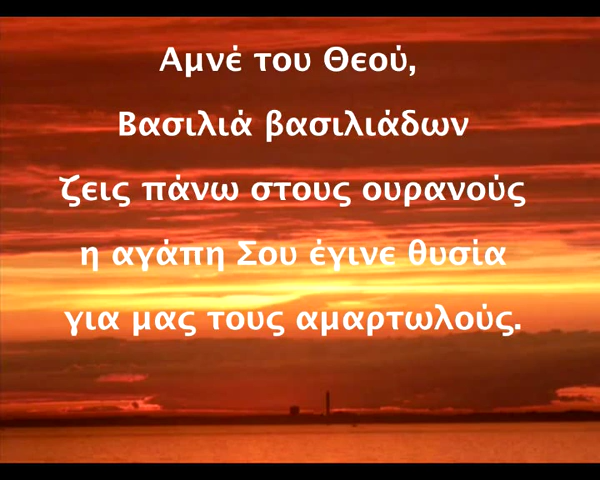 Αμνέ του Θεού,
Βασιλιά βασιλιάδων
ζεις πάνω στους ουρανούς
η αγάπη Σου έγινε θυσία
για μας τους αμαρτωλούς.